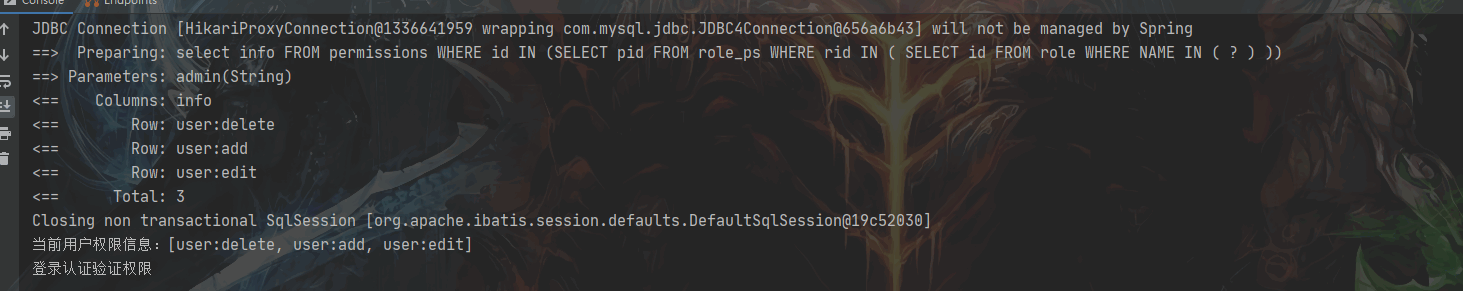 Console Endpoints
JDBC Connection [HikariProxyConnection@1336641959 wrapping com.mysql.jdbc.JDBC4Connection@656a6b43] will not be managed by Spring
==>  Preparing: select info FROM permissions WHERE id IN (SELECT pid FROM role_ps WHERE rid IN ( SELECT id FROM role WHERE NAME IN ( ? ) ))
==> Parameters: admin(String)
<==    Columns: info
<==        Row: user:delete
<==        Row: user:add
<==        Row: user:edit
<==      Total: 3
Closing non transactional SqlSession [org.apache.ibatis.session.defaults.DefaultSqlSession@19c52030]
当前用户权限信息：[user:delete, user:add, user:edit]
登录认证验证权限